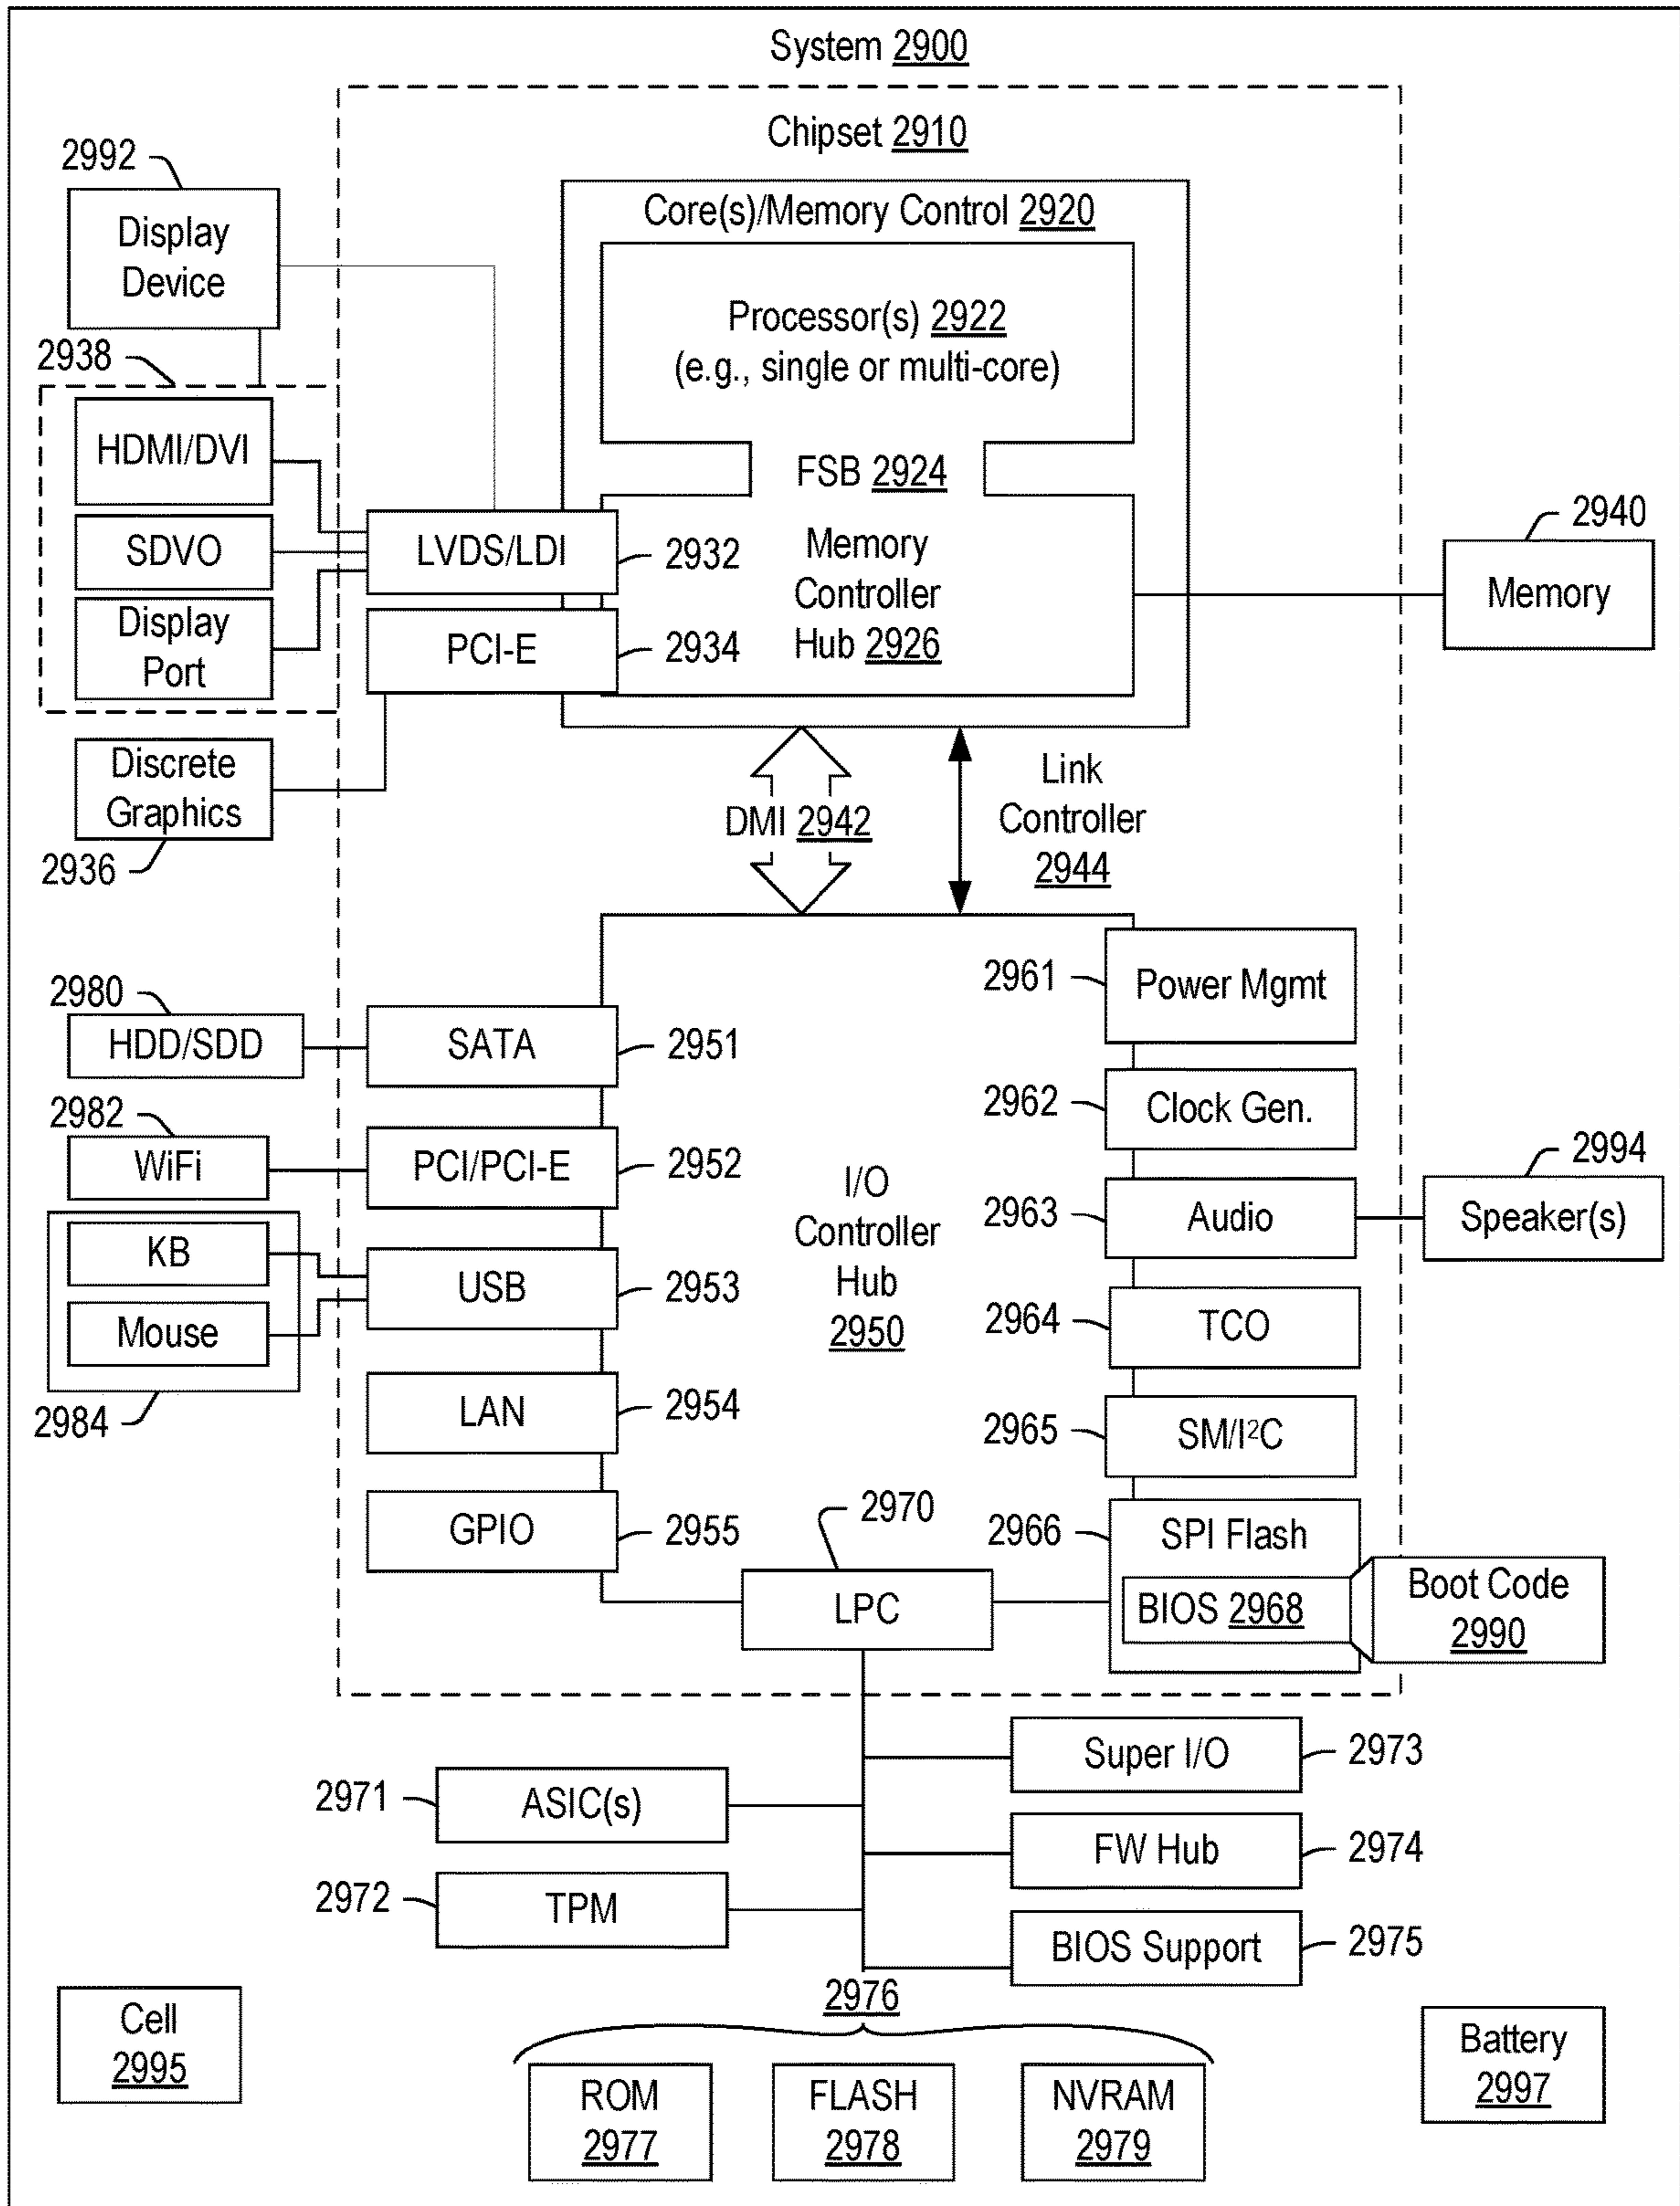 System 2900
Chipset 2910
2992
Display
Device
Core(s)/Memory Control 2920
Processor(s) 2922
(e.g., single or multi-core)
2938
HDMI/DVI
SDVO
Display
Port
FSB 2924
LVDS/LDI
2932
PCI-E
2934
Memory
Controller
Hub 2926
2940
Memory
Discrete
Graphics
2936
DMI 2942
Link
Controller
2944
2980
HDD/SDD
SATA
2951
2961
Power Mgmt
2982
WiFi
PCI/PCI-E
2952
2962
Clock Gen.
I/O
Controller
Hub
2950
2963
Audio
2994
Speaker(s)
KB
Mouse
2984
USB
2953
2964
TCO
LAN
2954
2965
SM/I²C
GPIO
2955
2970
LPC
2966
SPI Flash
BIOS 2968
Boot Code
2990
2971
ASIC(s)
Super I/O
2973
2972
TPM
FW Hub
2974
BIOS Support
2975
Cell
2995
2976
ROM
2977
FLASH
2978
NVRAM
2979
Battery
2997